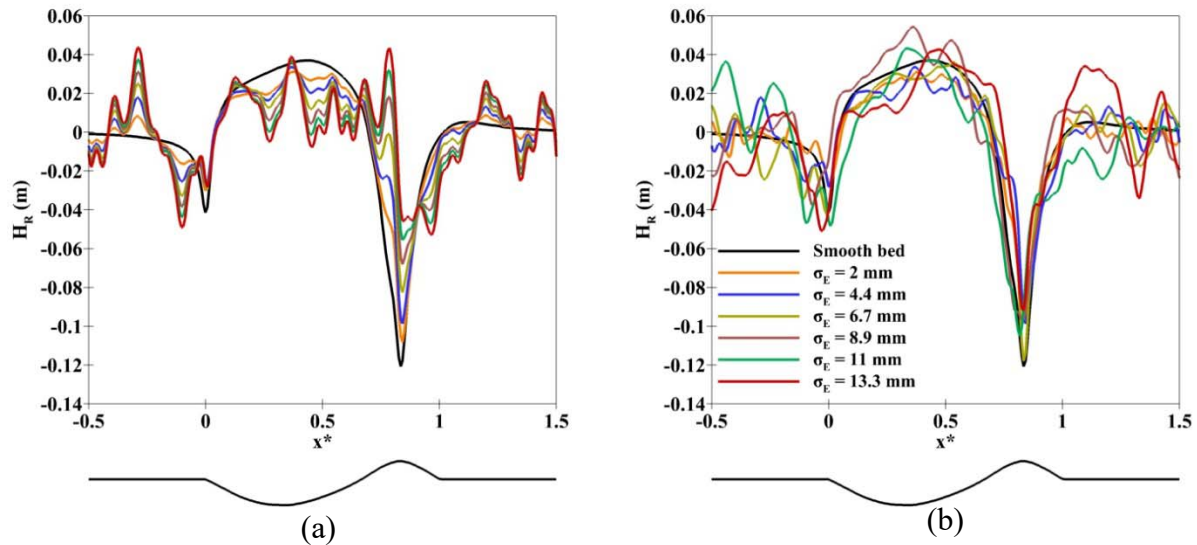 0.06
0.04
0.02
0
-0.02
-0.04
-0.06
-0.08
-0.1
-0.12
-0.14
H_R (m)
-0.5 0 0.5 1 1.5
x*
(a)
0.06
0.04
0.02
0
-0.02
-0.04
-0.06
-0.08
-0.1
-0.12
-0.14
H_R (m)
Smooth bed
σ_E = 2 mm
σ_E = 4.4 mm
σ_E = 6.7 mm
σ_E = 8.9 mm
σ_E = 11 mm
σ_E = 13.3 mm
-0.5 0 0.5 1 1.5
x*
(b)